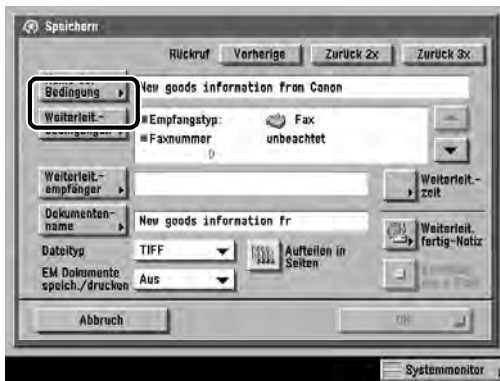 Speichern
Rückruf Vorherige Zurück 2x Zurück 3x
Bedingung New goods information from Canon
Weiterleit.-
Empfangstyp: Fax
Faxnummer unbeachtet
Weiterleit.-
empfänger
Weiterleit.-
zeit
Dokumenten-
name New goods information fr
Weiterleit.
fertig-Notiz
Dateityp TIFF Aufteilen in
Seiten
EM Dokumente
speich./drucken Aus
Abbruch OK
Systemmonitor